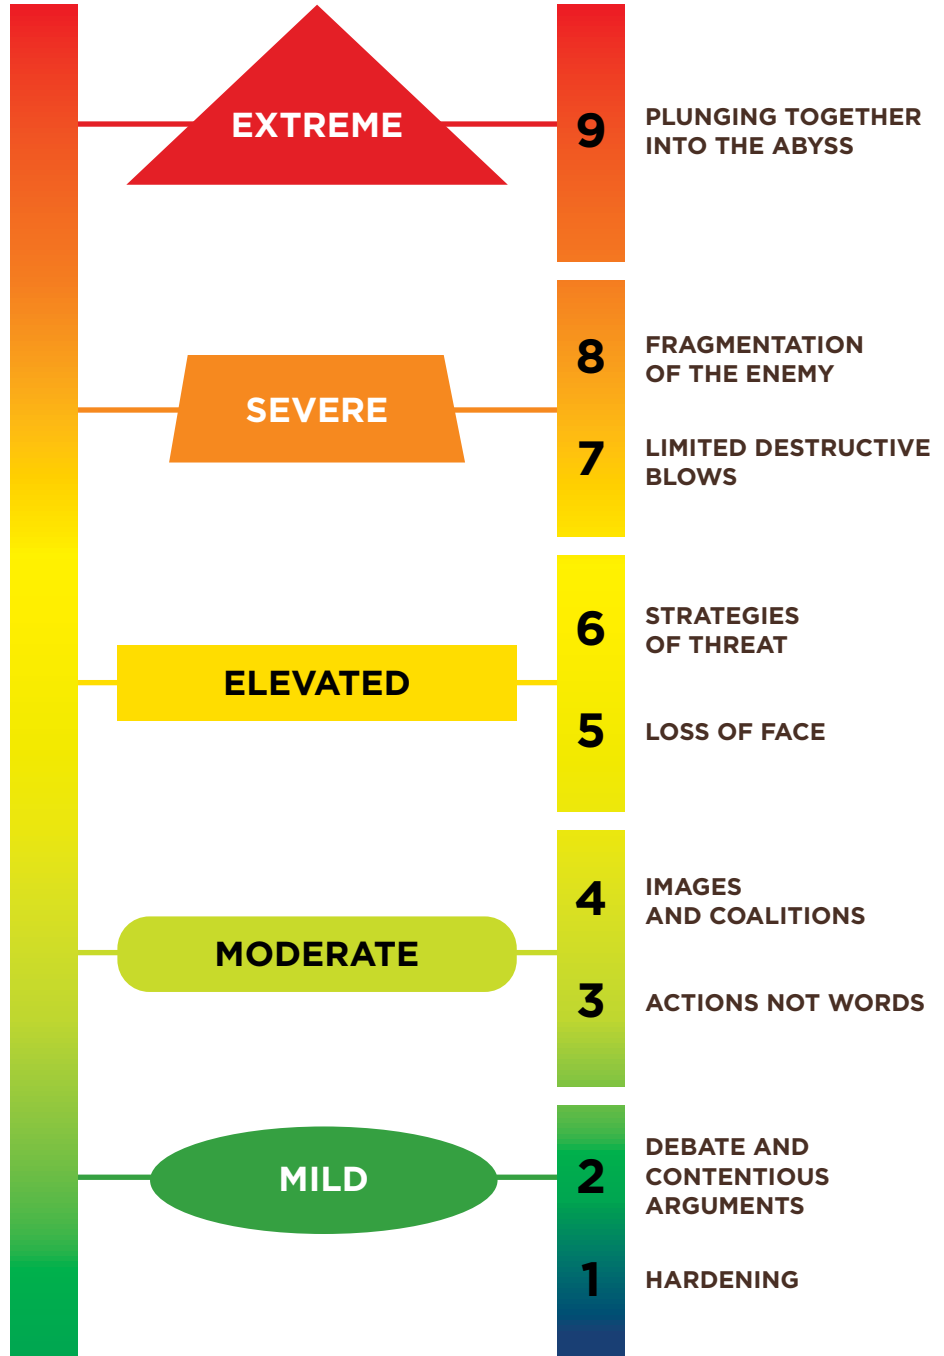 EXTREME
9
PLUNGING TOGETHER
INTO THE ABYSS
8
FRAGMENTATION
OF THE ENEMY
SEVERE
7
LIMITED DESTRUCTIVE
BLOWS
6
STRATEGIES
OF THREAT
ELEVATED
5
LOSS OF FACE
4
IMAGES
AND COALITIONS
MODERATE
3
ACTIONS NOT WORDS
MILD
2
DEBATE AND
CONTENTIOUS
ARGUMENTS
1
HARDENING